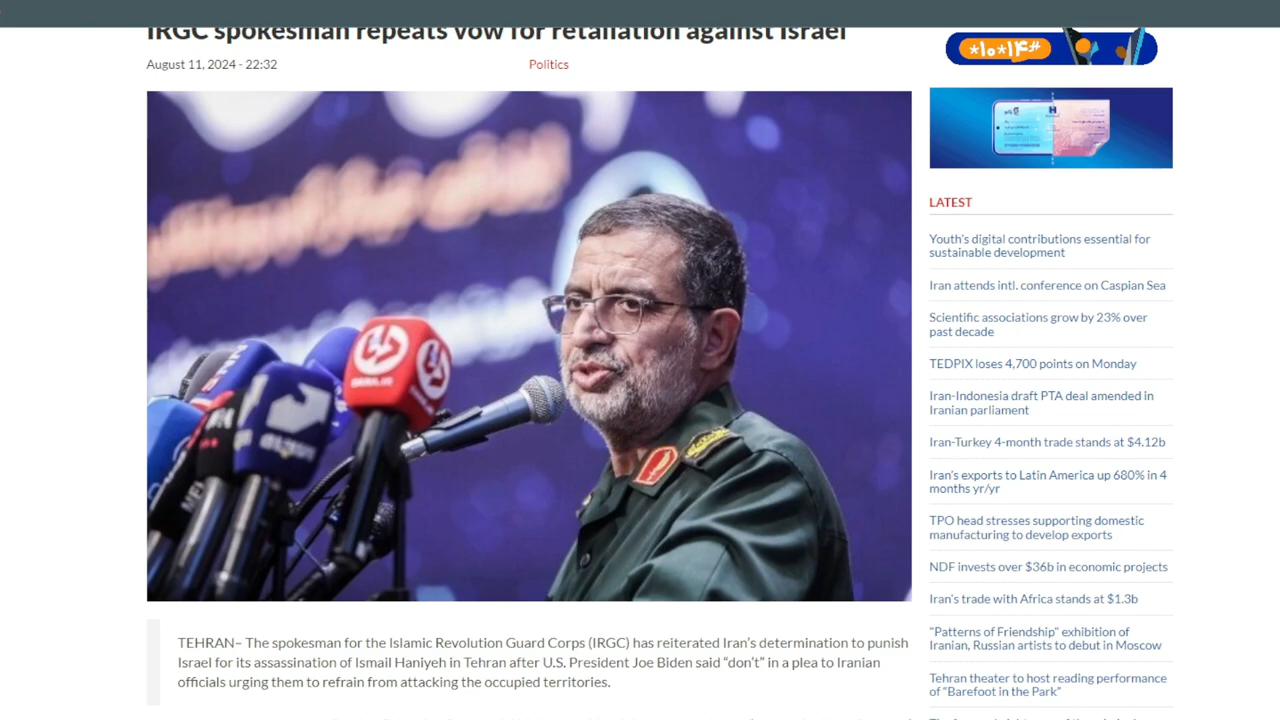 IRGC spokesman repeats vow for retaliation against Israel
August 11, 2024 - 22:32
Politics
*10*14#
TEHRAN– The spokesman for the Islamic Revolution Guard Corps (IRGC) has reiterated Iran's determination to punish
Israel for its assassination of Ismail Haniyeh in Tehran after U.S. President Joe Biden said “don't” in a plea to Iranian
officials urging them to refrain from attacking the occupied territories.
LATEST
Youth's digital contributions essential for
sustainable development
Iran attends intl. conference on Caspian Sea
Scientific associations grow by 23% over
past decade
TEDPIX loses 4,700 points on Monday
Iran-Indonesia draft PTA deal amended in
Iranian parliament
Iran-Turkey 4-month trade stands at $4.12b
Iran's exports to Latin America up 680% in 4
months yr/yr
TPO head stresses supporting domestic
manufacturing to develop exports
NDF invests over $36b in economic projects
Iran's trade with Africa stands at $1.3b
"Patterns of Friendship" exhibition of
Iranian, Russian artists to debut in Moscow
Tehran theater to host reading performance
of “Barefoot in the Park”